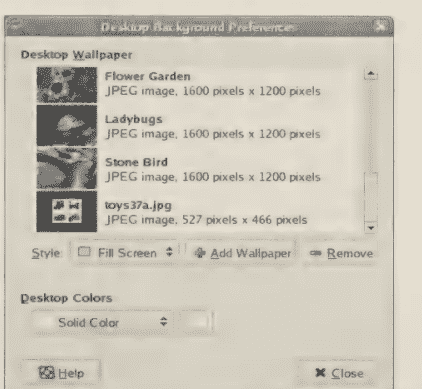 Desktop Background Preferences
Desktop Wallpaper
Flower Garden
JPEG image, 1600 pixels x 1200 pixels
Ladybugs
JPEG image, 1600 pixels x 1200 pixels
Stone Bird
JPEG image, 1600 pixels x 1200 pixels
toys37a.jpg
JPEG image, 527 pixels x 466 pixels
Style: Fill Screen Add Wallpaper Remove
Desktop Colors
Solid Color
Help Close